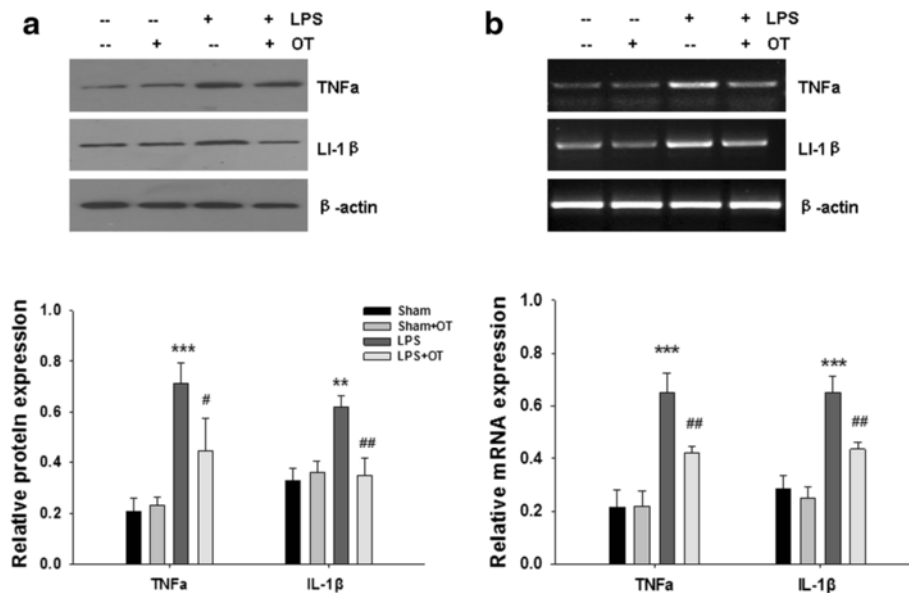 a
-- -- + + LPS
-- + -- + OT
TNFa
LI-1 β
β-actin
b
-- -- + + LPS
-- + -- + OT
TNFa
LI-1 β
β-actin
Relative protein expression
1.0
0.8
0.6
0.4
0.2
0.0
Sham
Sham+OT
LPS
LPS+OT
***
#
**
##
TNFa IL-1β
Relative mRNA expression
1.0
0.8
0.6
0.4
0.2
0.0
***
##
***
##
TNFa IL-1β